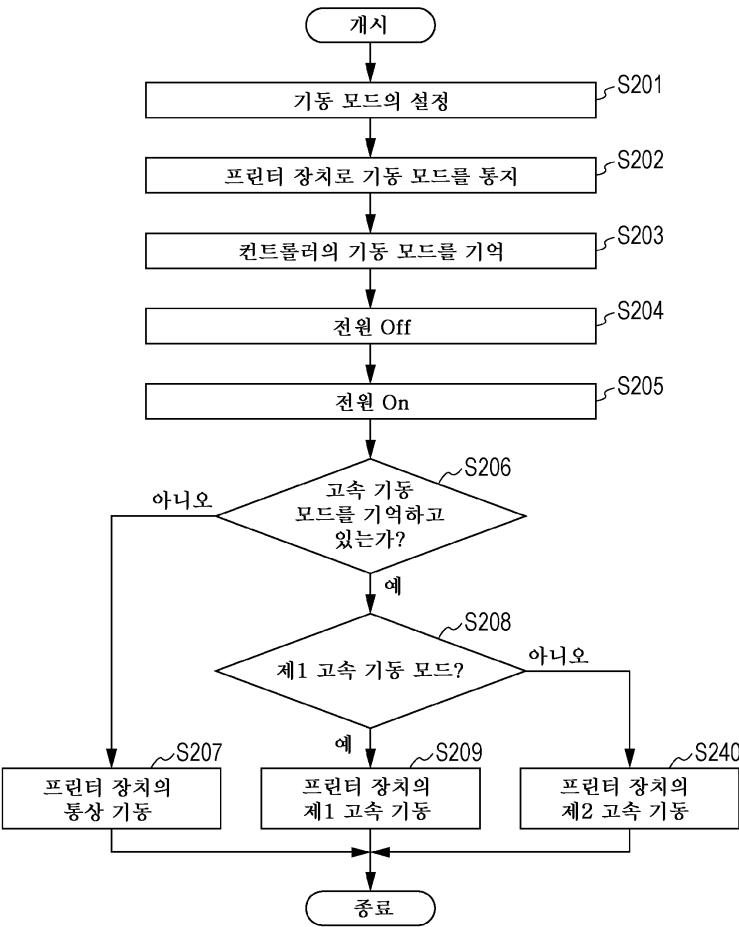 개시
기동 모드의 설정
S201
프린터 장치로 기동 모드를 통지
S202
컨트롤러의 기동 모드를 기억
S203
전원 Off
S204
전원 On
S205
S206
고속 기동
모드를 기억하고
있는가?
아니오
예
S208
제1 고속 기동 모드?
아니오
예
S207
프린터 장치의
통상 기동
S209
프린터 장치의
제1 고속 기동
S240
프린터 장치의
제2 고속 기동
종료